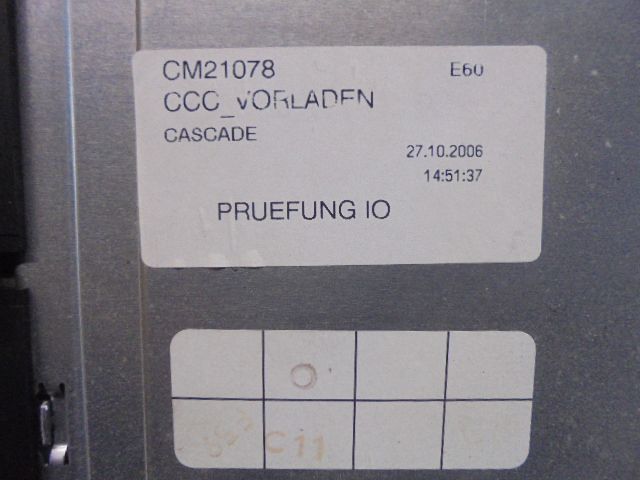 CM21078 E60
CCC_VORLADEN
CASCADE
27.10.2006
14:51:37
PRUEFUNG IO
C11